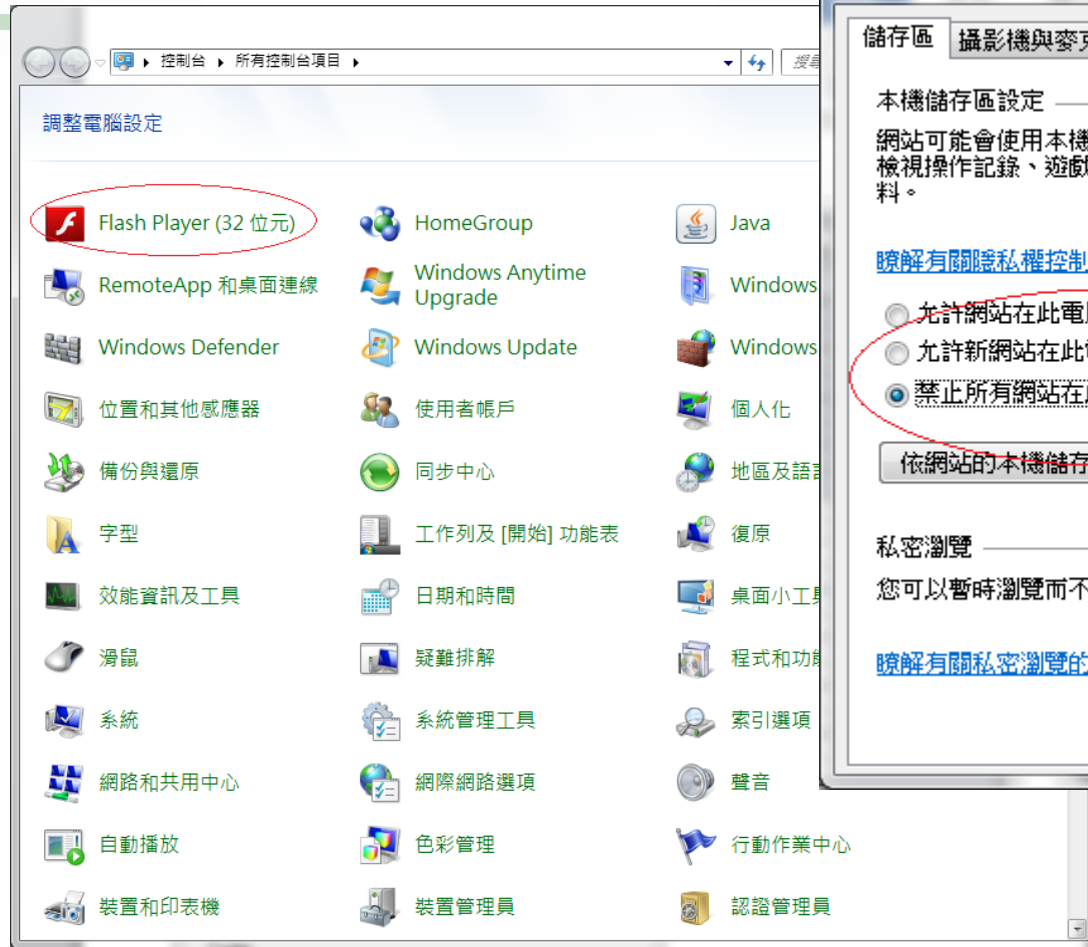 控制台 ▸ 所有控制台項目 ▸
調整電腦設定
Flash Player (32 位元)
HomeGroup
Java
RemoteApp 和桌面連線
Windows Anytime
Upgrade
Windows
Windows Defender
Windows Update
Windows
位置和其他感應器
使用者帳戶
個人化
備份與還原
同步中心
地區及語
字型
工作列及 [開始] 功能表
復原
效能資訊及工具
日期和時間
桌面小工
滑鼠
疑難排解
程式和功
系統
系統管理工具
索引選項
網路和共用中心
網際網路選項
聲音
自動播放
色彩管理
行動作業中心
裝置和印表機
裝置管理員
認證管理員
儲存區
攝影機與麥
本機儲存區設定
網站可能會使用本機
檢視操作記錄、遊戲
料。
瞭解有關隱私權控制
允許網站在此電
允許新網站在此
禁止所有網站在
依網站的本機儲存
私密瀏覽
您可以暫時瀏覽而不
瞭解有關私密瀏覽的